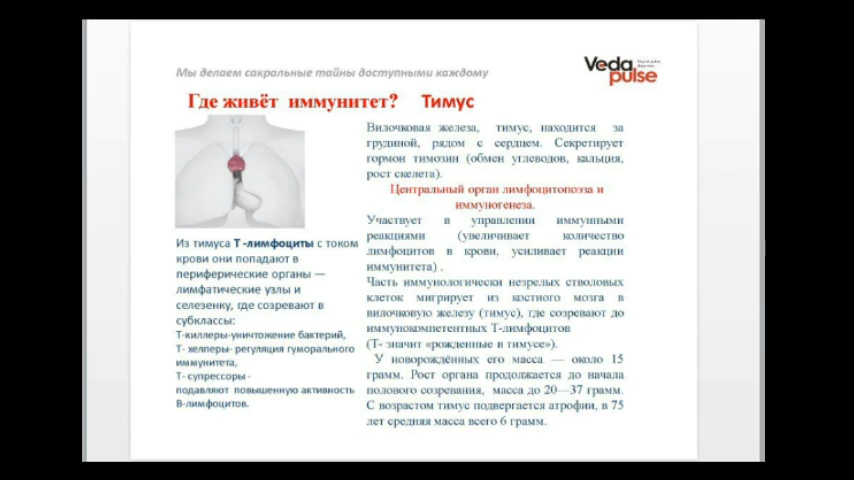 Мы делаем сакральные тайны доступными каждому
Veda
pulse
Где живёт иммунитет? Тимус
Из тимуса Т -лимфоциты с током
крови они попадают в
периферические органы —
лимфатические узлы и
селезенку, где созревают в
субклассы:
Т-киллеры-уничтожение бактерий,
Т- хелперы- регуляция гуморального
иммунитета,
Т- супрессоры-
подавляют повышенную активность
В-лимфоцитов.
Вилочковая железа, тимус, находится за
грудиной, рядом с сердцем. Секретирует
гормон тимозин (обмен углеводов, кальция,
рост скелета).
Центральный орган лимфоцитопоэза и
иммуногенеза.
Участвует в управлении иммунными
реакциями (увеличивает количество
лимфоцитов в крови, усиливает реакции
иммунитета) .
Часть иммунологически незрелых стволовых
клеток мигрирует из костного мозга в
вилочковую железу (тимус), где созревают до
иммунокомпетентных Т-лимфоцитов
(Т- значит «рожденные в тимусе»).
У новорождённых его масса — около 15
грамм. Рост органа продолжается до начала
полового созревания, масса до 20—37 грамм.
С возрастом тимус подвергается атрофии, в 75
лет средняя масса всего 6 грамм.